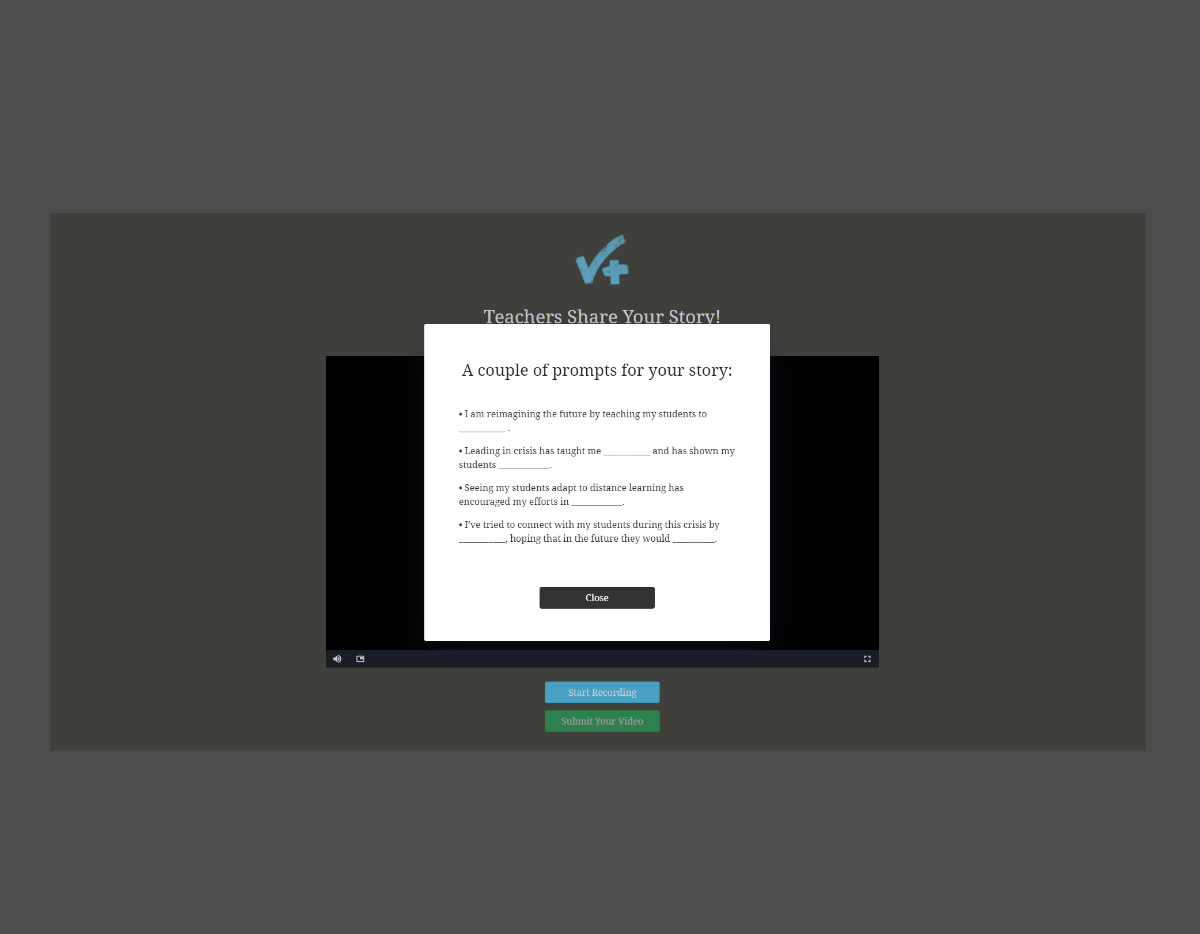 Teachers Share Your Story!
A couple of prompts for your story:
• I am reimagining the future by teaching my students to
___________ .
• Leading in crisis has taught me ___________ and has shown my
students ____________.
• Seeing my students adapt to distance learning has
encouraged my efforts in ____________.
• I've tried to connect with my students during this crisis by
___________, hoping that in the future they would __________.
Close
Start Recording
Submit Your Video